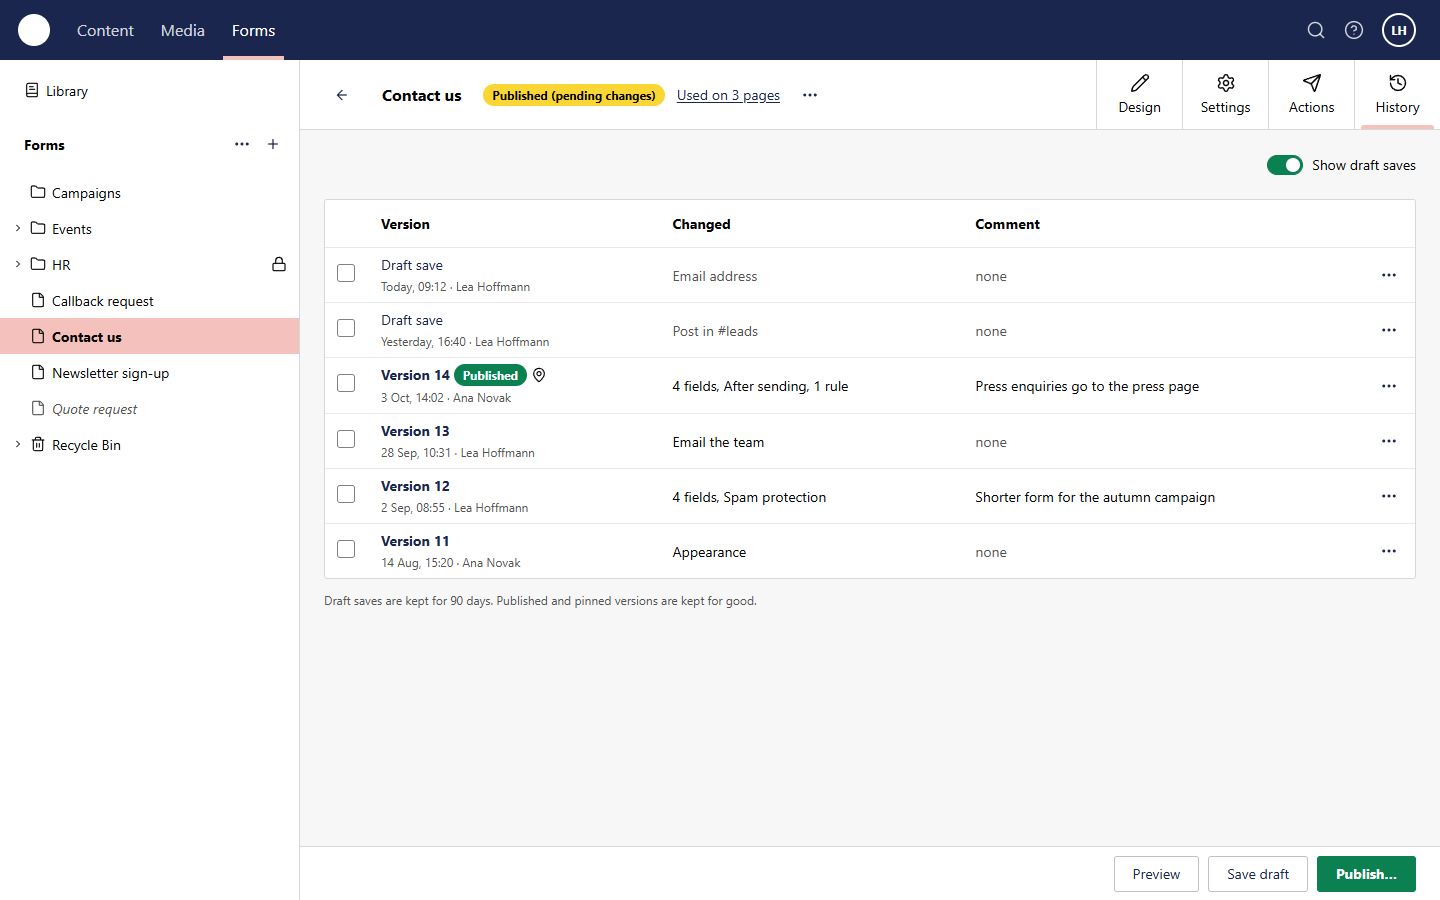 Content Media Forms LH
Library
Forms
Campaigns
Events
HR
Callback request
Contact us
Newsletter sign-up
Quote request
Recycle Bin
Contact us Published (pending changes) Used on 3 pages
Design Settings Actions History
Show draft saves
Version Changed Comment
Draft save
Today, 09:12 · Lea Hoffmann
Email address none
Draft save
Yesterday, 16:40 · Lea Hoffmann
Post in #leads none
Version 14 Published
3 Oct, 14:02 · Ana Novak
4 fields, After sending, 1 rule Press enquiries go to the press page
Version 13
28 Sep, 10:31 · Lea Hoffmann
Email the team none
Version 12
2 Sep, 08:55 · Lea Hoffmann
4 fields, Spam protection Shorter form for the autumn campaign
Version 11
14 Aug, 15:20 · Ana Novak
Appearance none
Draft saves are kept for 90 days. Published and pinned versions are kept for good.
Preview Save draft Publish...